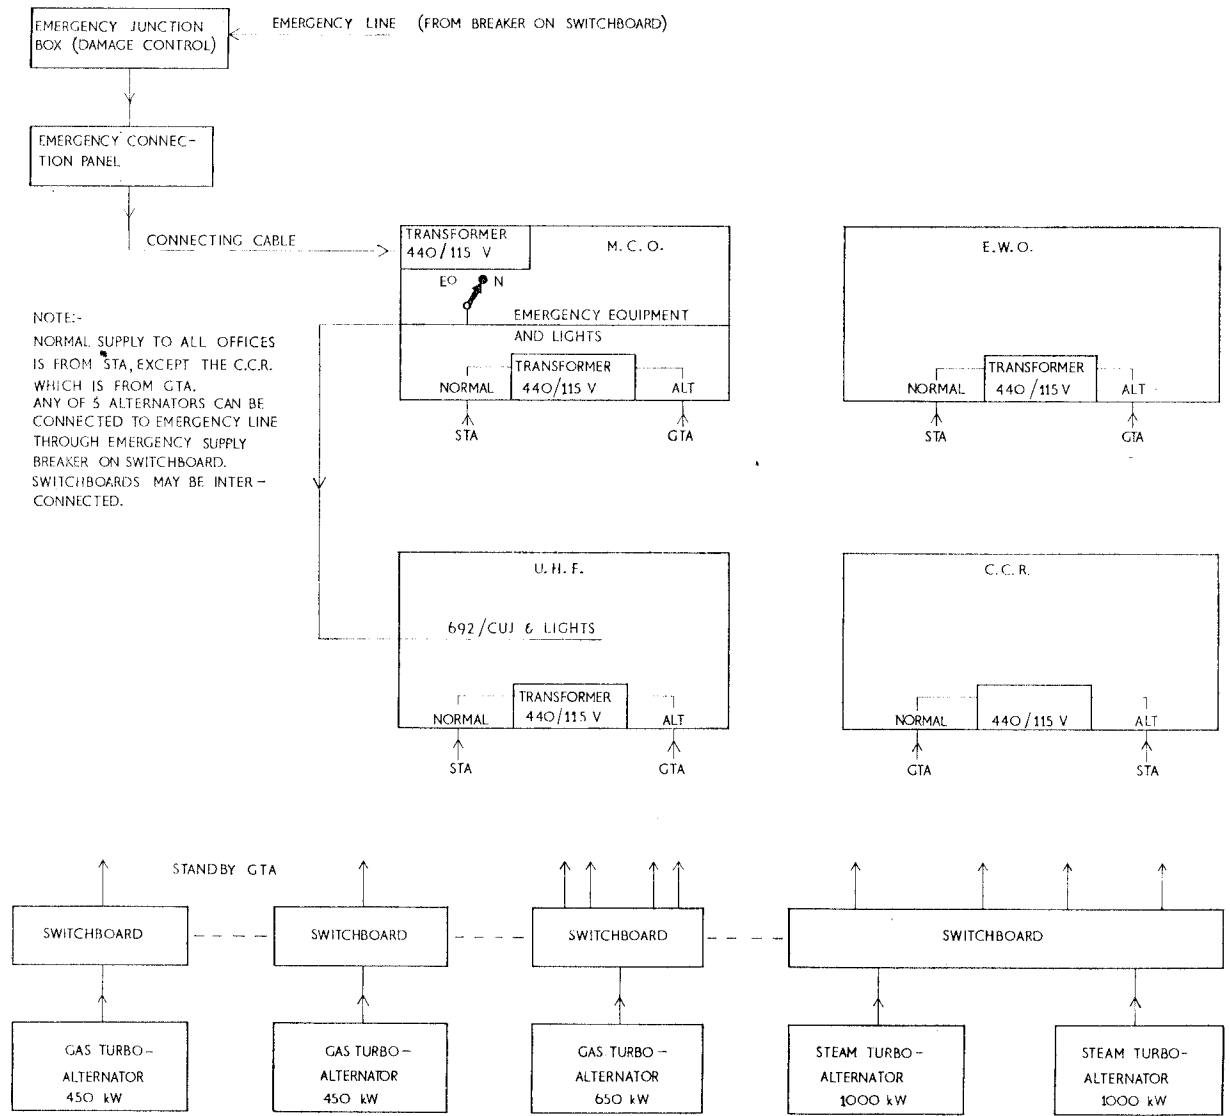 EMERGENCY JUNCTION
BOX (DAMAGE CONTROL)
EMERGENCY LINE (FROM BREAKER ON SWITCHBOARD)
EMERGENCY CONNEC-
TION PANEL
CONNECTING CABLE
TRANSFORMER
440/115 V
M.C.O.
E N
EMERGENCY EQUIPMENT
AND LIGHTS
TRANSFORMER
440/115 V
NORMAL
ALT
STA
GTA
E.W.O.
TRANSFORMER
440/115 V
NORMAL
ALT
STA
GTA
NOTE:-
NORMAL SUPPLY TO ALL OFFICES
IS FROM STA, EXCEPT THE C.C.R.
WHICH IS FROM GTA.
ANY OF 5 ALTERNATORS CAN BE
CONNECTED TO EMERGENCY LINE
THROUGH EMERGENCY SUPPLY
BREAKER ON SWITCHBOARD.
SWITCHBOARDS MAY BE INTER-
CONNECTED.
U.H.F.
692/CUJ & LIGHTS
TRANSFORMER
440/115 V
NORMAL
ALT
STA
GTA
C.C.R.
440/115 V
NORMAL
ALT
GTA
STA
STANDBY GTA
SWITCHBOARD
SWITCHBOARD
SWITCHBOARD
SWITCHBOARD
GAS TURBO-
ALTERNATOR
450 kW
GAS TURBO-
ALTERNATOR
450 kW
GAS TURBO-
ALTERNATOR
650 kW
STEAM TURBO-
ALTERNATOR
1000 kW
STEAM TURBO-
ALTERNATOR
1000 kW